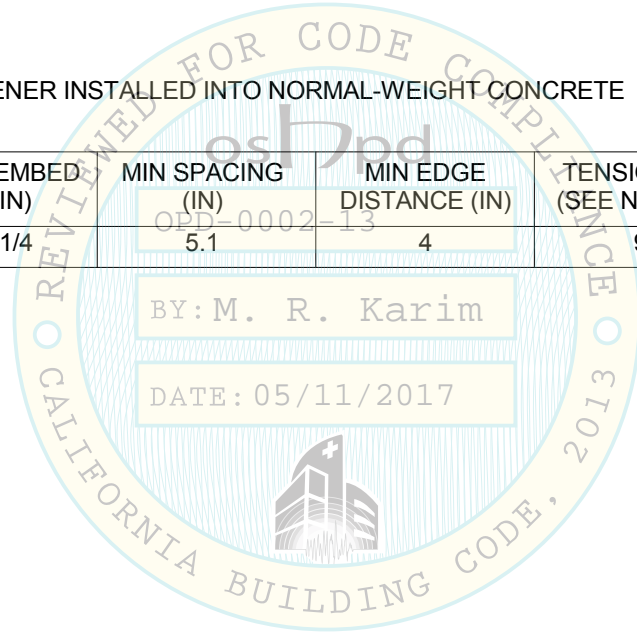 REVIEWED FOR CODE COMPLIANCE
ENER INSTALLED INTO NORMAL-WEIGHT CONCRETE
oshpd
EMBED MIN SPACING MIN EDGE TENSIO
IN) (IN) DISTANCE (IN) (SEE N
OPD-0002-13
1/4 5.1 4 9
BY: M. R. Karim
DATE: 05/11/2017
CALIFORNIA BUILDING CODE, 2013